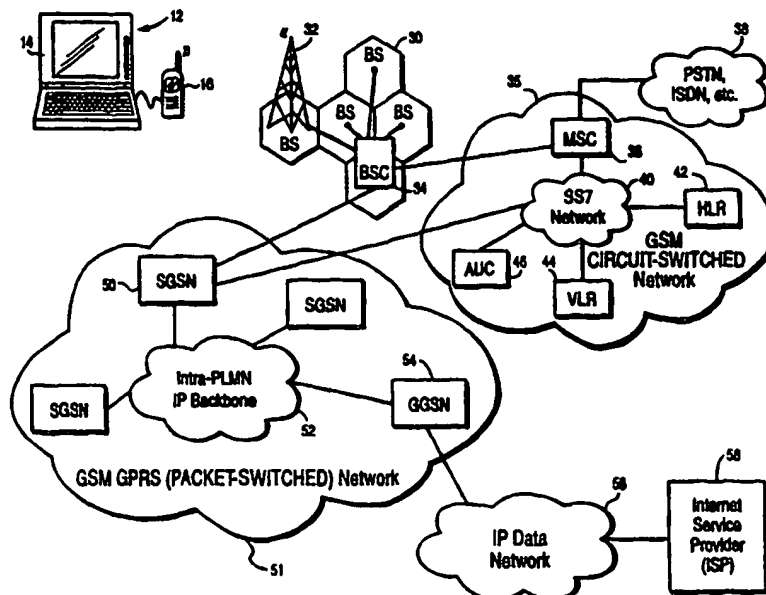 12
14
16
32
30
BS
BS
BS
BS
BS
BSC
34
35
38
PSTN,
ISDN, etc.
MSC
36
40
42
SS7
Network
HLR
GSM
CIRCUIT-SWITCHED
Network
AUC
46
44
VLR
50
SGSN
SGSN
SGSN
Intra-PLMN
IP Backbone
52
54
GGSN
GSM GPRS (PACKET-SWITCHED) Network
51
56
IP Data
Network
58
Internet
Service
Provider
(ISP)